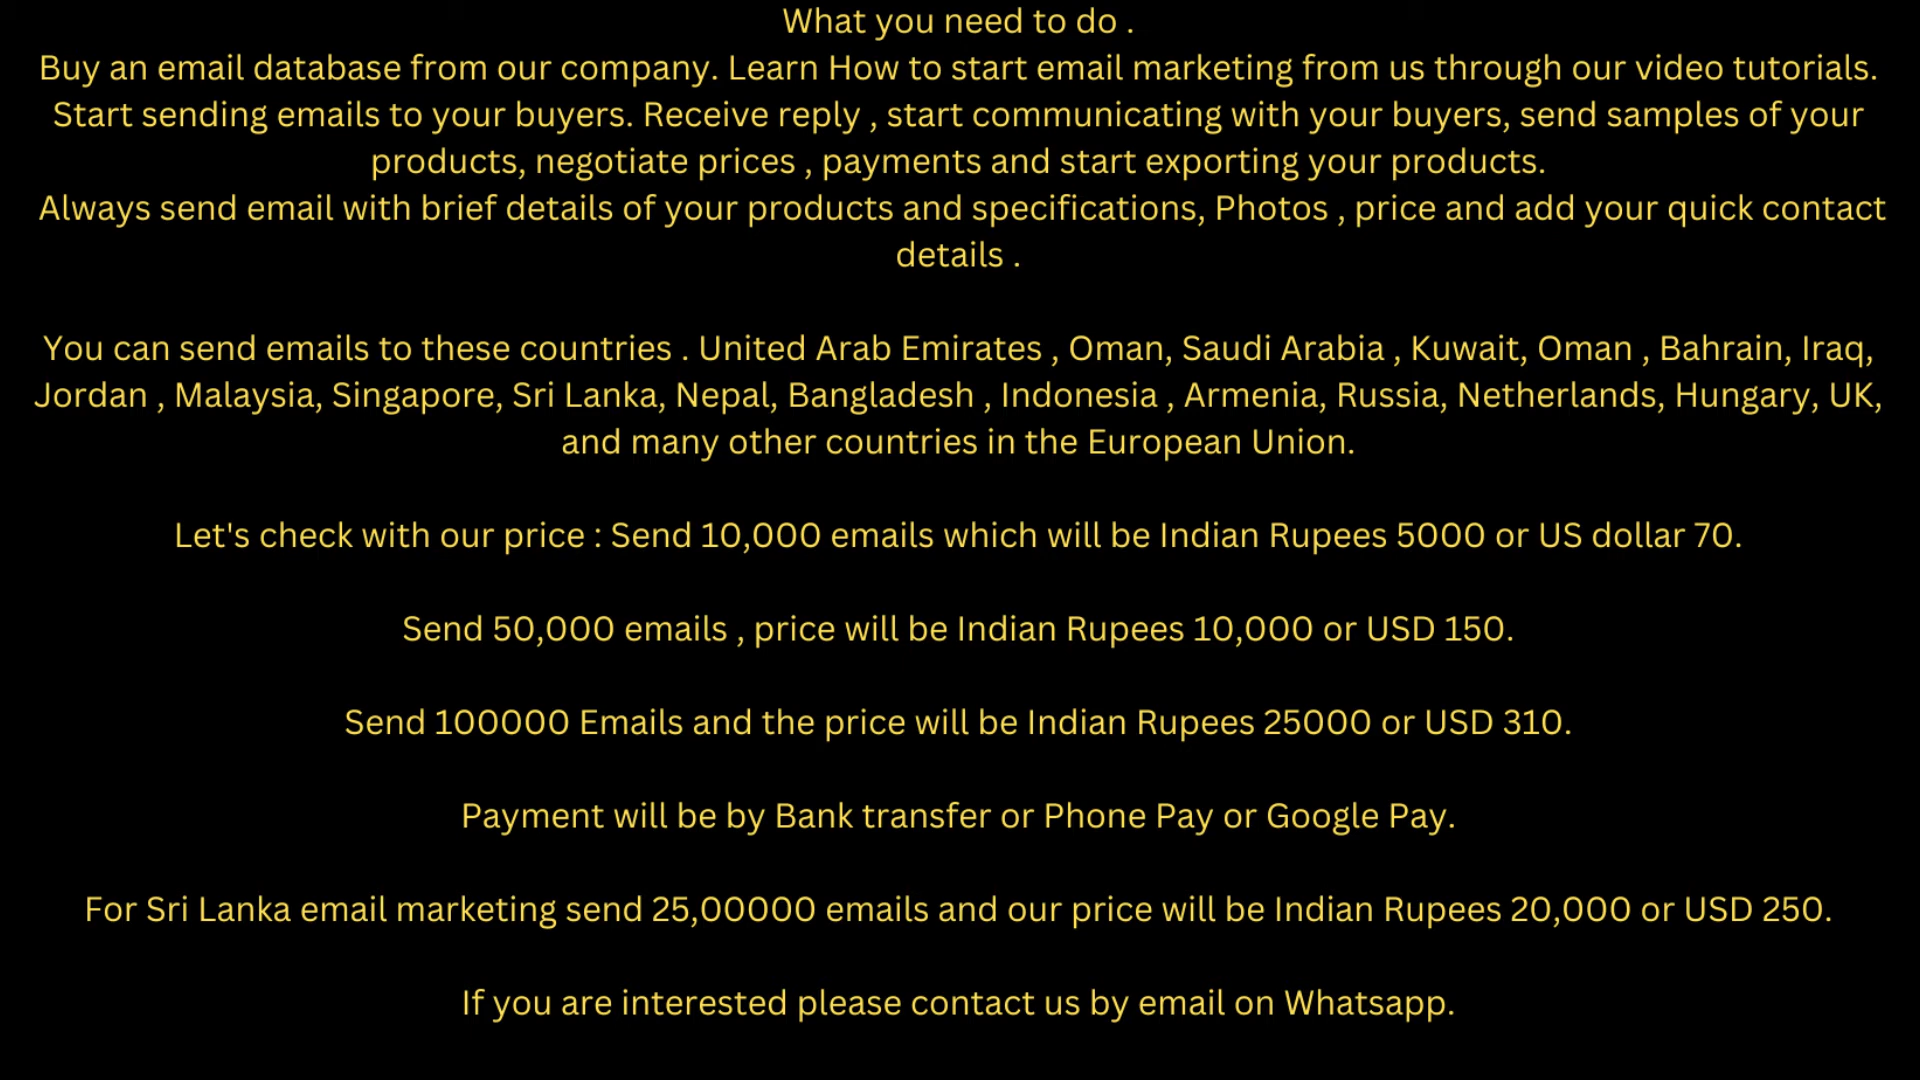 What you need to do .
Buy an email database from our company. Learn How to start email marketing from us through our video tutorials.
Start sending emails to your buyers. Receive reply , start communicating with your buyers, send samples of your
products, negotiate prices , payments and start exporting your products.
Always send email with brief details of your products and specifications, Photos , price and add your quick contact
details .
You can send emails to these countries . United Arab Emirates , Oman, Saudi Arabia , Kuwait, Oman , Bahrain, Iraq,
Jordan , Malaysia, Singapore, Sri Lanka, Nepal, Bangladesh , Indonesia , Armenia, Russia, Netherlands, Hungary, UK,
and many other countries in the European Union.
Let's check with our price : Send 10,000 emails which will be Indian Rupees 5000 or US dollar 70.
Send 50,000 emails , price will be Indian Rupees 10,000 or USD 150.
Send 100000 Emails and the price will be Indian Rupees 25000 or USD 310.
Payment will be by Bank transfer or Phone Pay or Google Pay.
For Sri Lanka email marketing send 25,00000 emails and our price will be Indian Rupees 20,000 or USD 250.
If you are interested please contact us by email on Whatsapp.